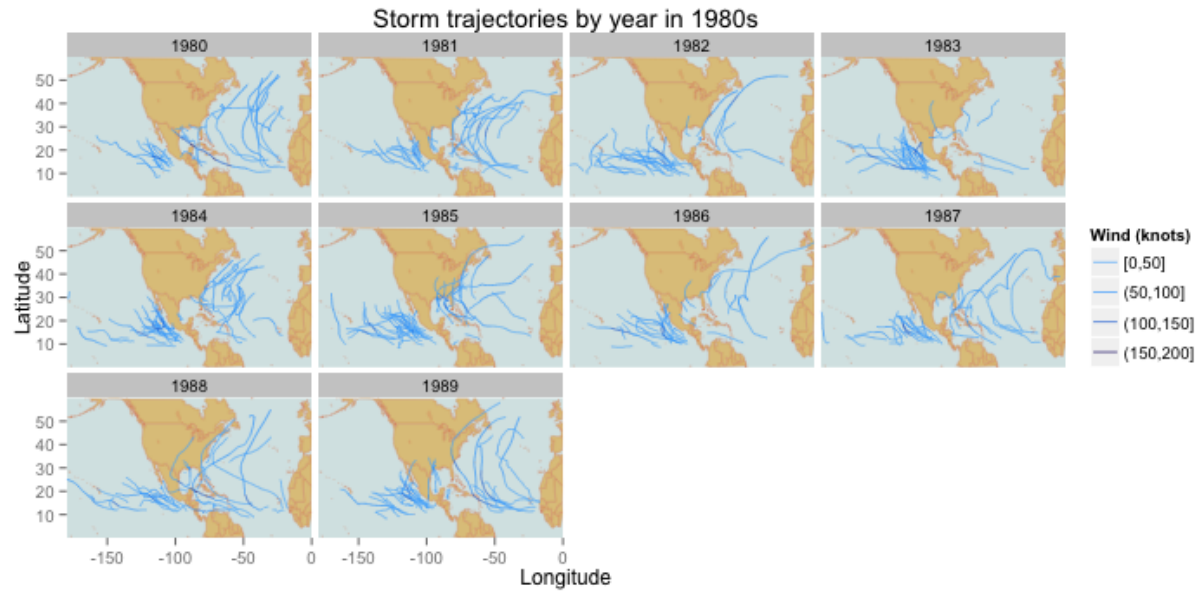 Storm trajectories by year in 1980s
1980 1981 1982 1983
50
40
30
20
10
1984 1985 1986 1987
50
40
30
20
10
1988 1989
50
40
30
20
10
-150 -100 -50 0 -150 -100 -50 0
Longitude
Latitude
Wind (knots)
[0,50]
(50,100]
(100,150]
(150,200]